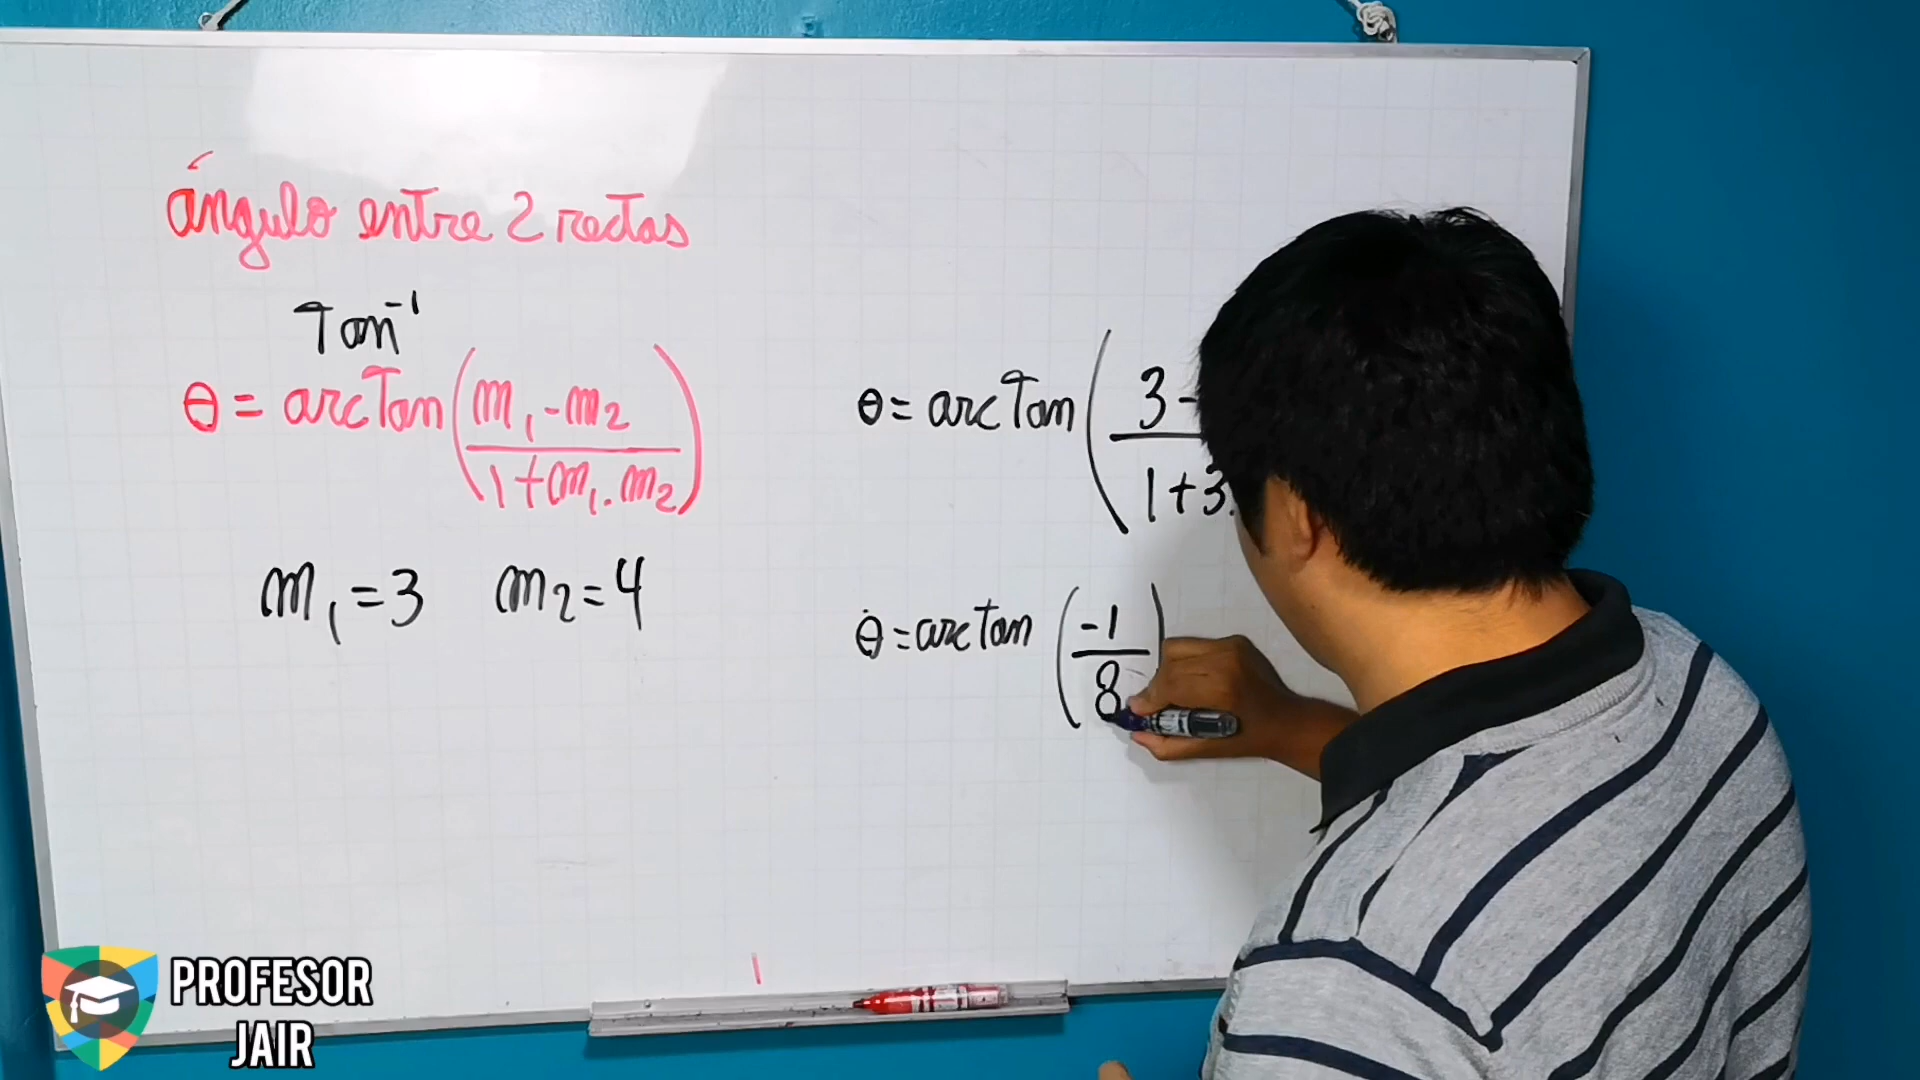 ángulo entre 2 rectas
Tan⁻¹
θ = arcTan(m₁ - m₂ / 1 + m₁ . m₂)
m₁ = 3 m₂ = 4
θ = arcTan( 3 - / 1 + 3.
θ = arcTan (-1 / 8)
PROFESOR
JAIR